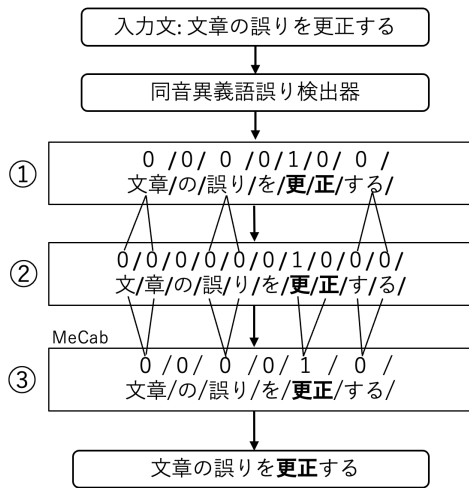 入力文: 文章の誤りを更正する
同音異義語誤り検出器
①
0 /0/ 0 /0/1/0/ 0 /
文章/の/誤り/を/更/正/する/
②
0/0/0/0/0/0/1/0/0/0/
文/章/の/誤/り/を/更/正/す/る/
MeCab
③
0 /0/ 0 /0/ 1 / 0 /
文章/の/誤り/を/更正/する/
文章の誤りを更正する